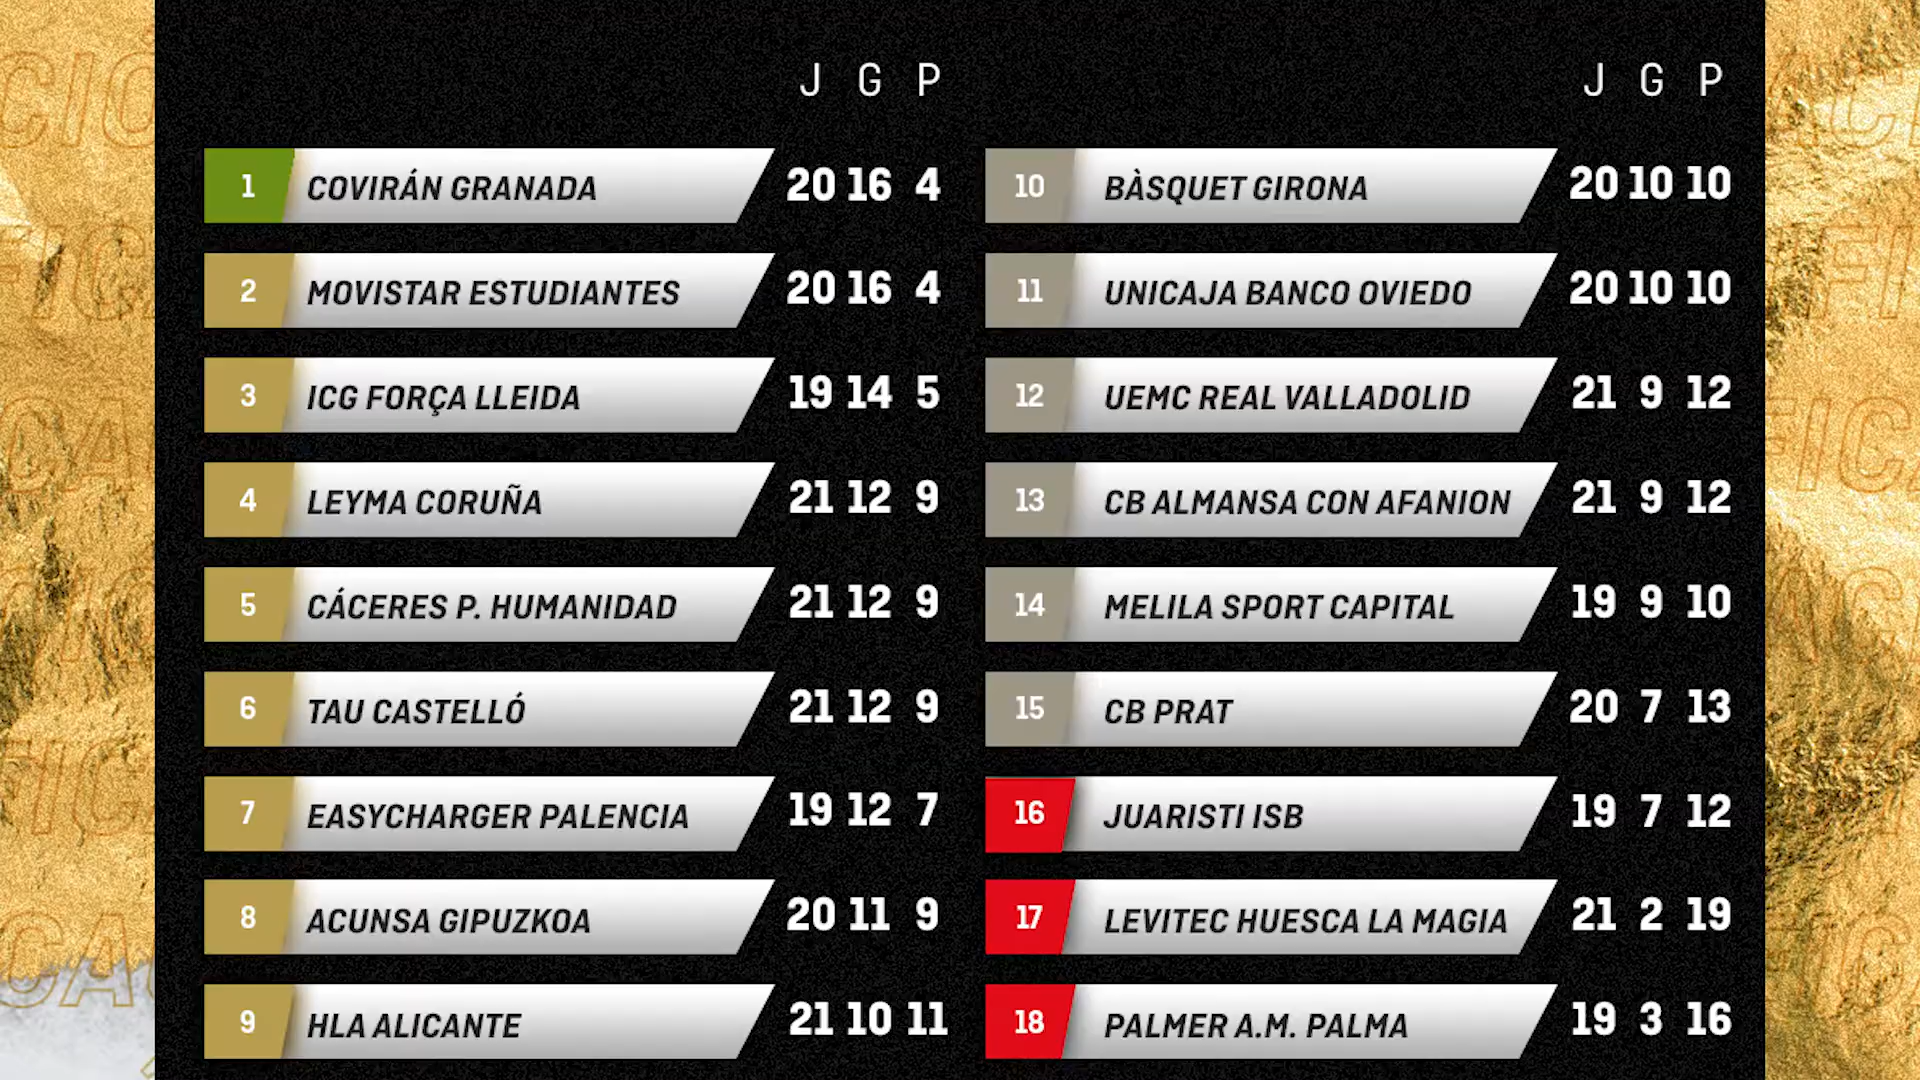 J G P
1 COVIRÁN GRANADA 20 16 4
2 MOVISTAR ESTUDIANTES 20 16 4
3 ICG FORÇA LLEIDA 19 14 5
4 LEYMA CORUÑA 21 12 9
5 CÁCERES P. HUMANIDAD 21 12 9
6 TAU CASTELLÓ 21 12 9
7 EASYCHARGER PALENCIA 19 12 7
8 ACUNSA GIPUZKOA 20 11 9
9 HLA ALICANTE 21 10 11
J G P
10 BÀSQUET GIRONA 20 10 10
11 UNICAJA BANCO OVIEDO 20 10 10
12 UEMC REAL VALLADOLID 21 9 12
13 CB ALMANSA CON AFANION 21 9 12
14 MELILA SPORT CAPITAL 19 9 10
15 CB PRAT 20 7 13
16 JUARISTI ISB 19 7 12
17 LEVITEC HUESCA LA MAGIA 21 2 19
18 PALMER A.M. PALMA 19 3 16